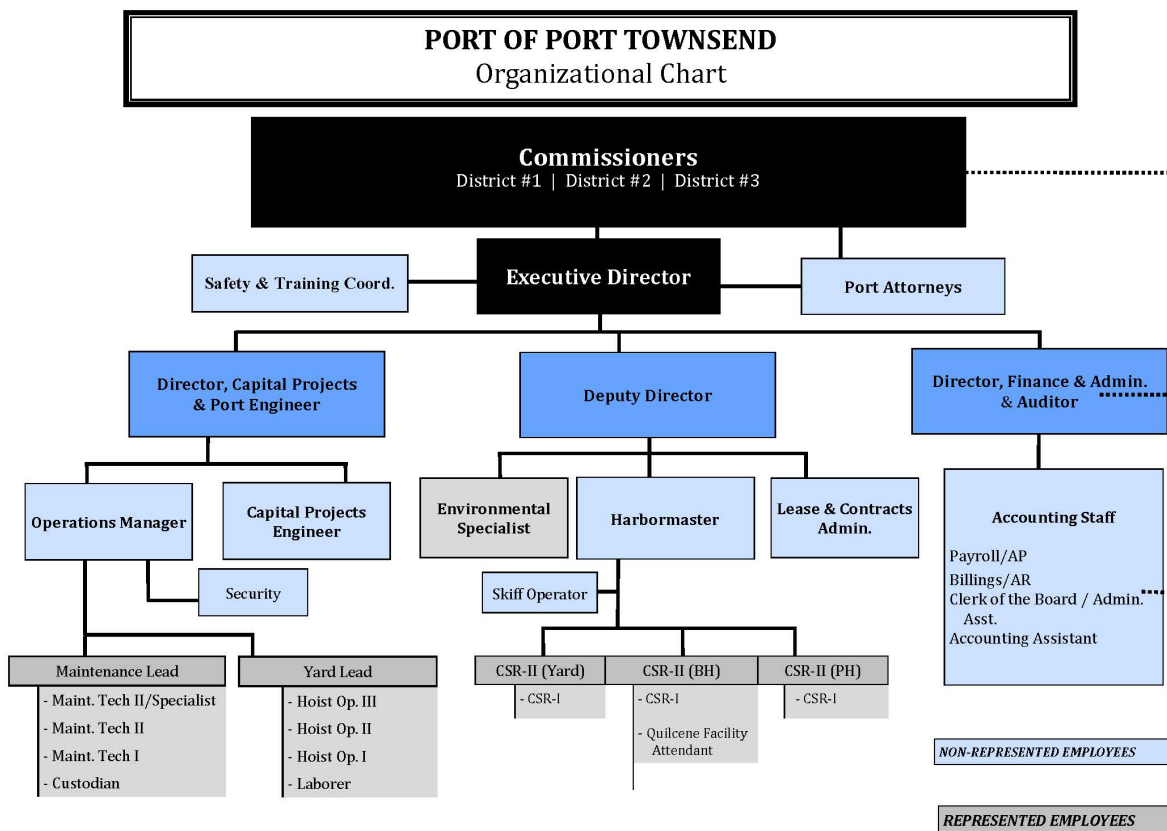 PORT OF PORT TOWNSEND
Organizational Chart
Commissioners
District #1 | District #2 | District #3
Safety & Training Coord.
Executive Director
Port Attorneys
Director, Capital Projects
& Port Engineer
Deputy Director
Director, Finance & Admin.
& Auditor
Operations Manager
Capital Projects
Engineer
Environmental
Specialist
Harbormaster
Lease & Contracts
Admin.
Accounting Staff
Payroll/AP
Billings/AR
Clerk of the Board / Admin.
Asst.
Accounting Assistant
Security
Skiff Operator
Maintenance Lead
- Maint. Tech II/Specialist
- Maint. Tech II
- Maint. Tech I
- Custodian
Yard Lead
- Hoist Op. III
- Hoist Op. II
- Hoist Op. I
- Laborer
CSR-II (Yard)
- CSR-I
CSR-II (BH)
- CSR-I
- Quilcene Facility
Attendant
CSR-II (PH)
- CSR-I
NON-REPRESENTED EMPLOYEES
REPRESENTED EMPLOYEES